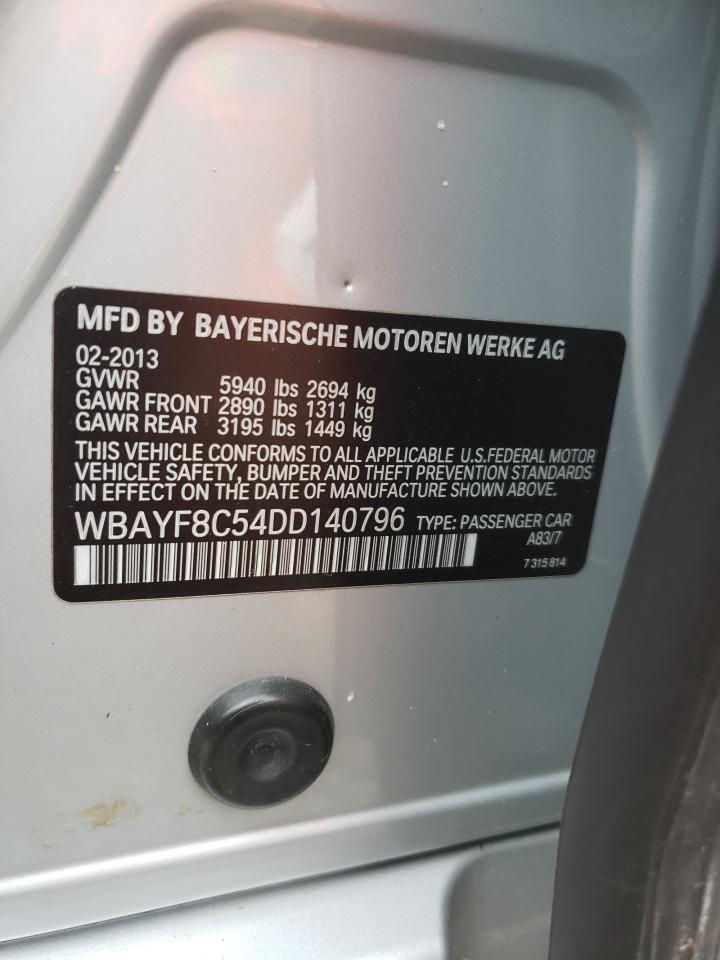 MFD BY BAYERISCHE MOTOREN WERKE AG
02-2013
GVWR 5940 lbs 2694 kg
GAWR FRONT 2890 lbs 1311 kg
GAWR REAR 3195 lbs 1449 kg
THIS VEHICLE CONFORMS TO ALL APPLICABLE U.S.FEDERAL MOTOR
VEHICLE SAFETY, BUMPER AND THEFT PREVENTION STANDARDS
IN EFFECT ON THE DATE OF MANUFACTURE SHOWN ABOVE.
WBAYF8C54DD140796 TYPE: PASSENGER CAR
A83/7
7 315 814